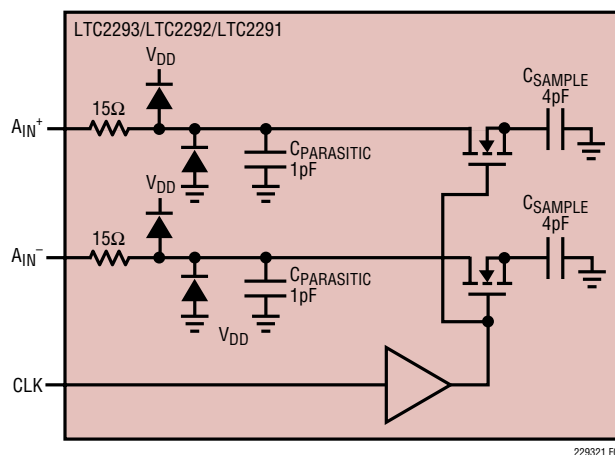 LTC2293/LTC2292/LTC2291
VDD
CSAMPLE
4pF
15Ω
AIN+
CPARASITIC
1pF
VDD
CSAMPLE
4pF
15Ω
AIN−
CPARASITIC
1pF
VDD
CLK